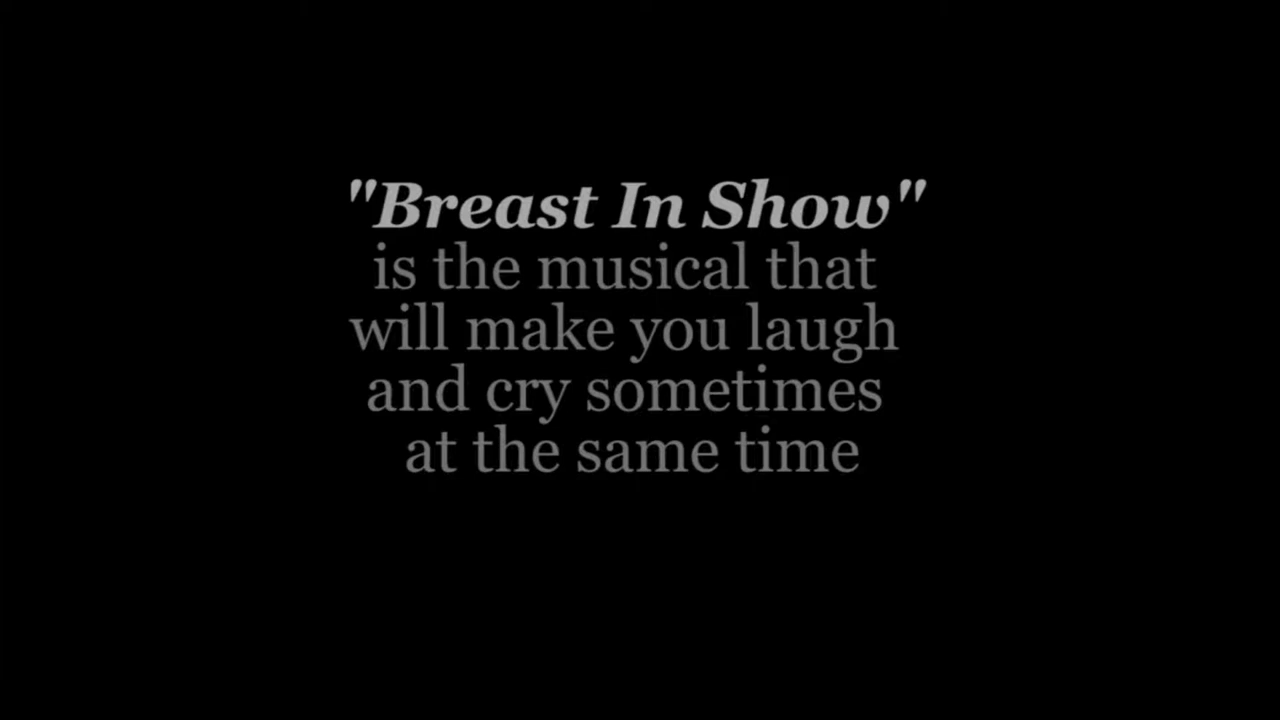 "Breast In Show"
is the musical that
will make you laugh
and cry sometimes
at the same time